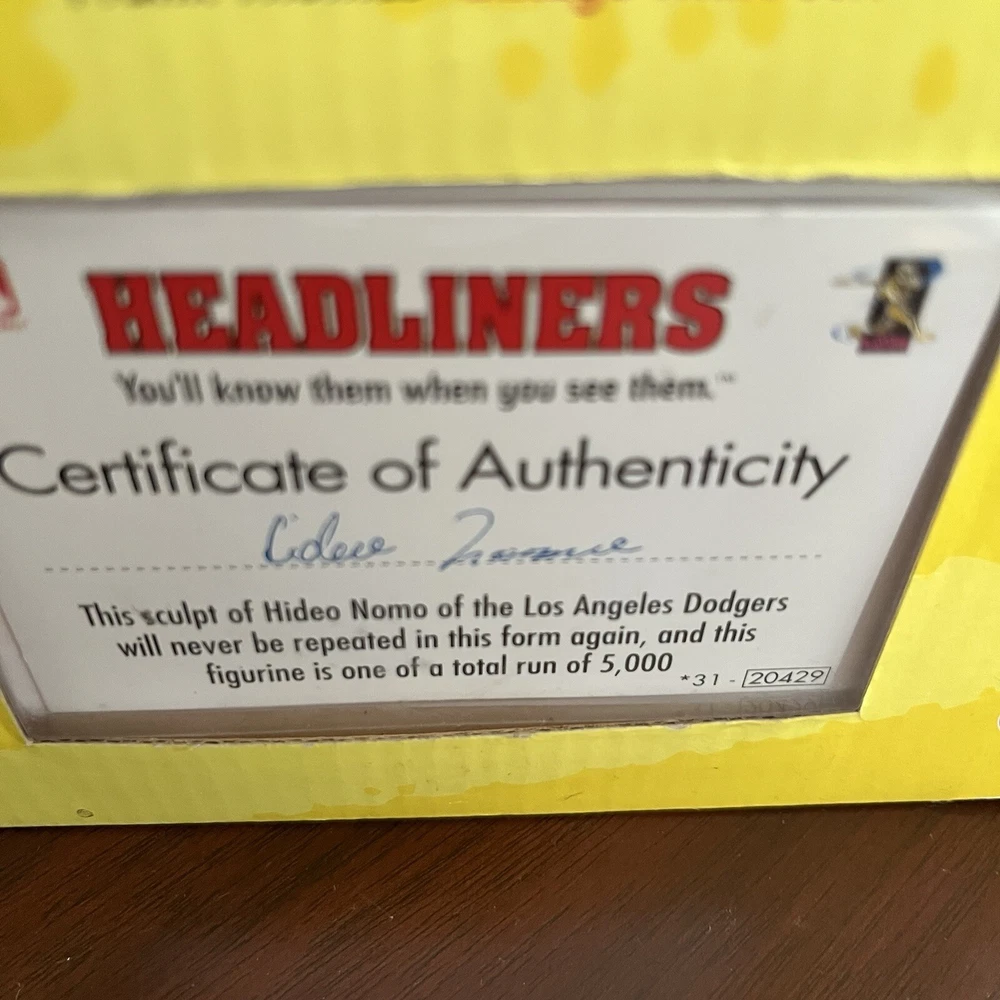 HEADLINERS
You'll know them when you see them.™
Certificate of Authenticity
This sculpt of Hideo Nomo of the Los Angeles Dodgers
will never be repeated in this form again, and this
figurine is one of a total run of 5,000
*31 - 20429